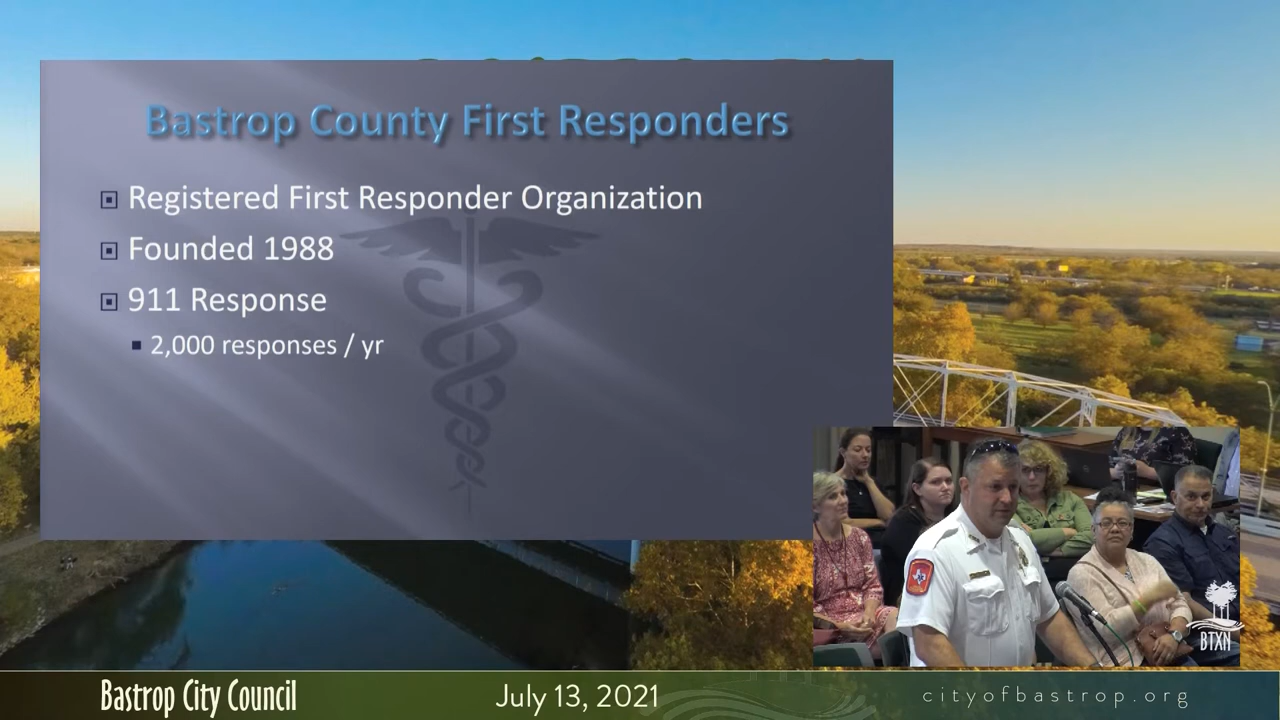 Bastrop County First Responders
Registered First Responder Organization
Founded 1988
911 Response
2,000 responses / yr
BTXN
Bastrop City Council
July 13, 2021
cityofbastrop.org